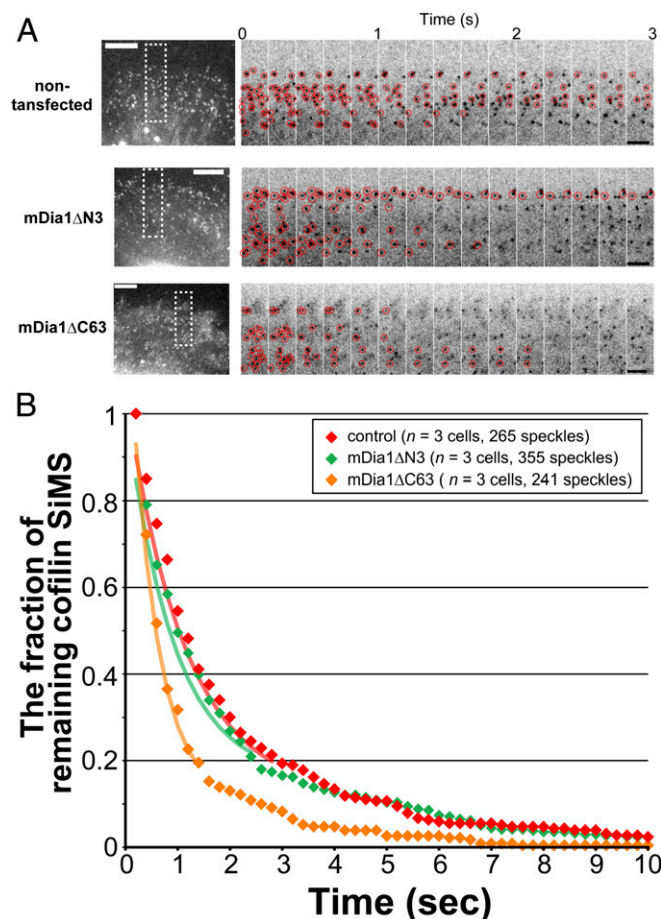 A
Time (s)
0 1 2 3
non-
tansfected
mDia1ΔN3
mDia1ΔC63
B
The fraction of
remaining cofilin SiMS
1
0.8
0.6
0.4
0.2
0
control (n = 3 cells, 265 speckles)
mDia1ΔN3 (n = 3 cells, 355 speckles)
mDia1ΔC63 ( n = 3 cells, 241 speckles)
0 1 2 3 4 5 6 7 8 9 10
Time (sec)